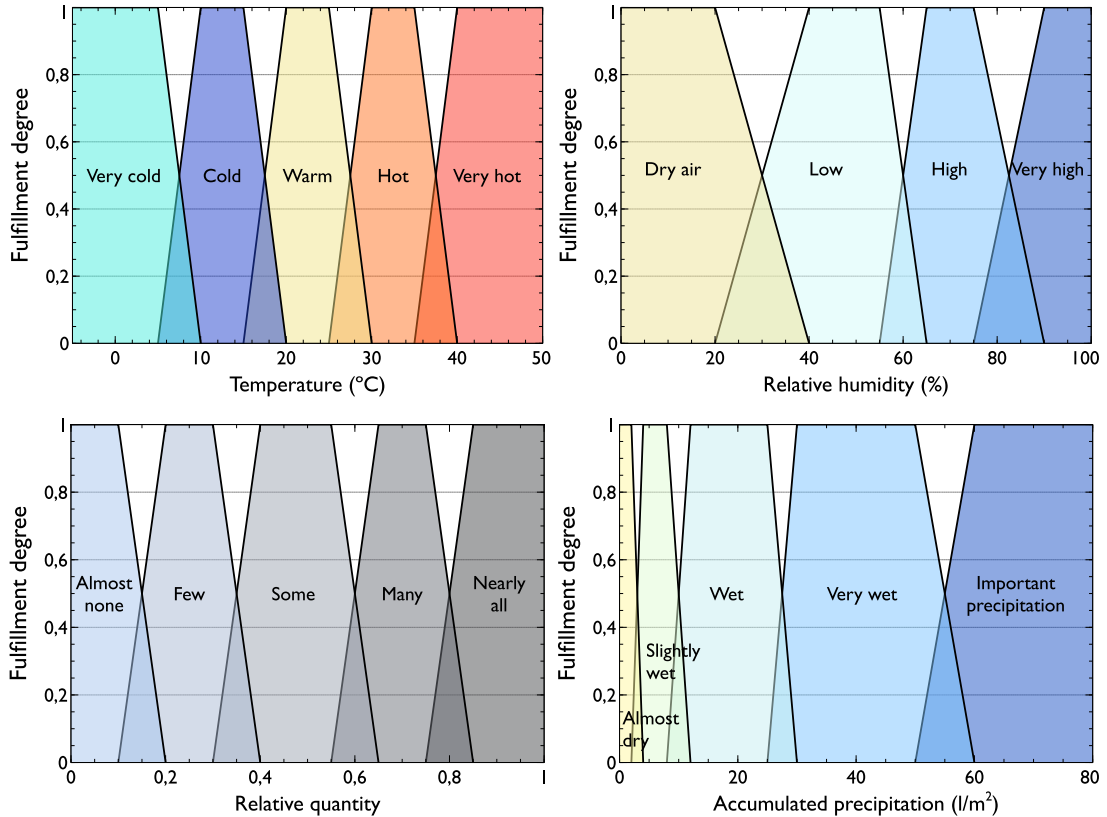 Fulfillment degree
1
0,8
0,6
0,4
0,2
0
Very cold
Cold
Warm
Hot
Very hot
0
10
20
30
40
50
Temperature (ºC)
Fulfillment degree
1
0,8
0,6
0,4
0,2
0
Dry air
Low
High
Very high
0
20
40
60
80
100
Relative humidity (%)
Fulfillment degree
1
0,8
0,6
0,4
0,2
0
Almost
none
Few
Some
Many
Nearly
all
0
0,2
0,4
0,6
0,8
1
Relative quantity
Fulfillment degree
1
0,8
0,6
0,4
0,2
0
Almost
dry
Slightly
wet
Wet
Very wet
Important
precipitation
0
20
40
60
80
Accumulated precipitation (l/m²)